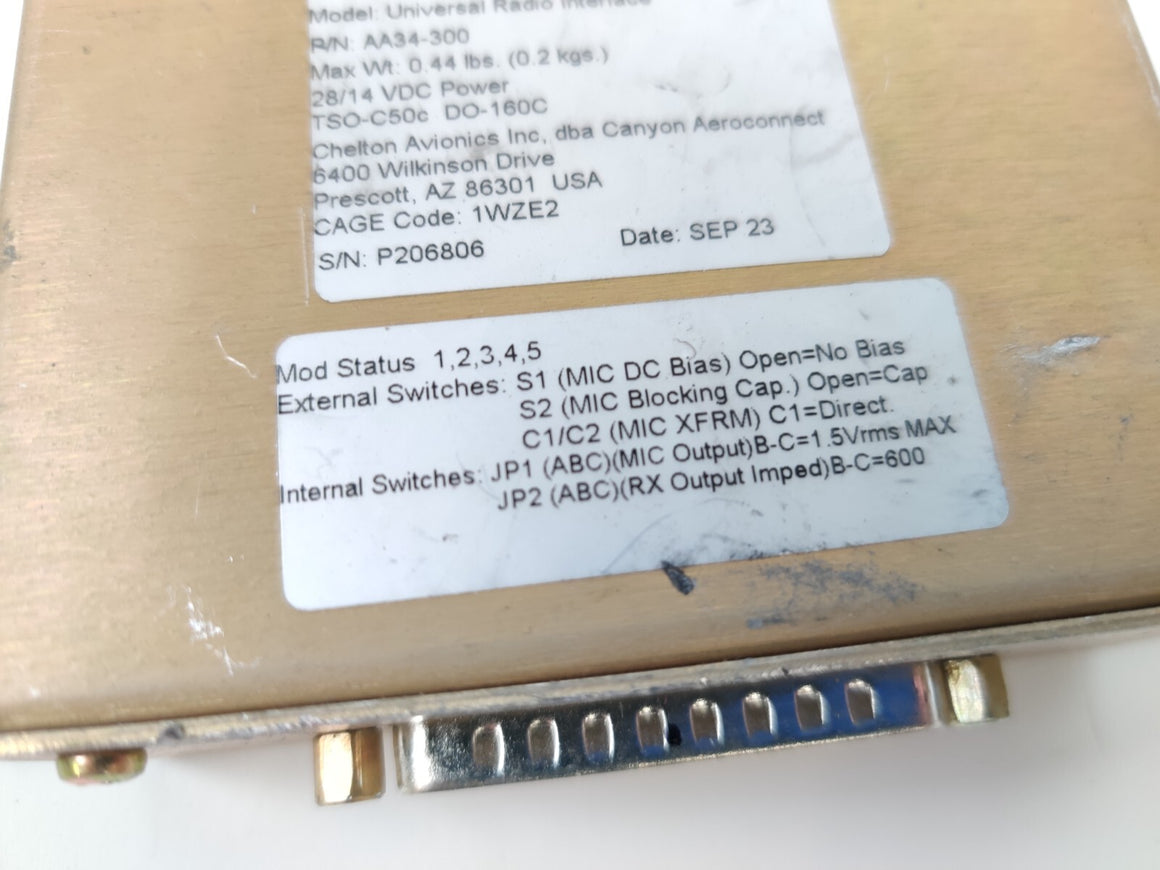 Model: Universal Radio Interface
P/N: AA34-300
Max Wt: 0.44 lbs. (0.2 kgs.)
28/14 VDC Power
TSO-C50c DO-160C
Chelton Avionics Inc, dba Canyon Aeroconnect
6400 Wilkinson Drive
Prescott, AZ 86301 USA
CAGE Code: 1WZE2
S/N: P206806 Date: SEP 23
Mod Status 1,2,3,4,5
External Switches: S1 (MIC DC Bias) Open=No Bias
S2 (MIC Blocking Cap.) Open=Cap
C1/C2 (MIC XFRM) C1=Direct.
Internal Switches: JP1 (ABC)(MIC Output)B-C=1.5Vrms MAX
JP2 (ABC)(RX Output Imped)B-C=600